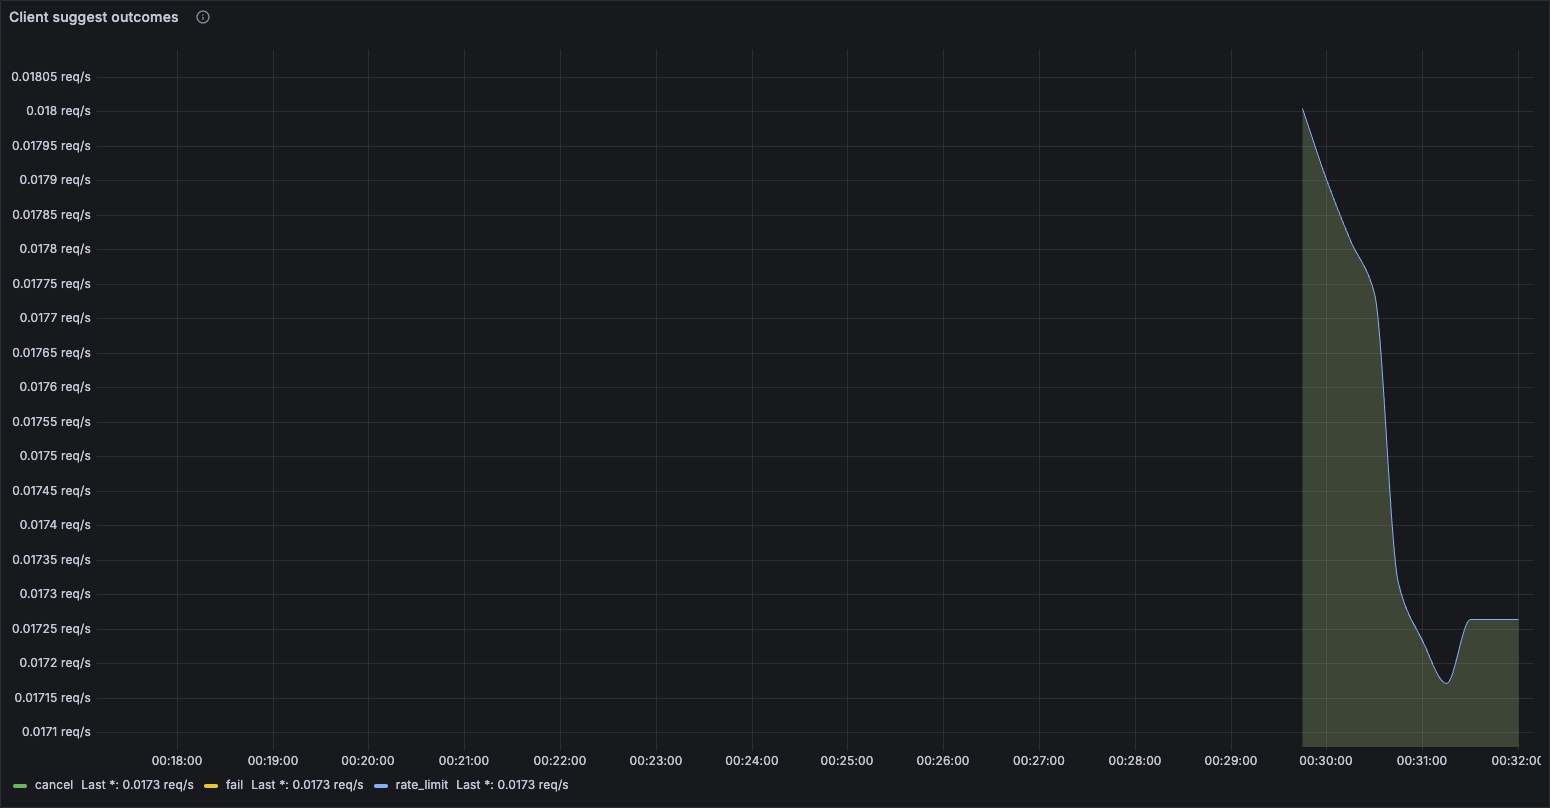 Client suggest outcomes
0.01805 req/s
0.018 req/s
0.01795 req/s
0.0179 req/s
0.01785 req/s
0.0178 req/s
0.01775 req/s
0.0177 req/s
0.01765 req/s
0.0176 req/s
0.01755 req/s
0.0175 req/s
0.01745 req/s
0.0174 req/s
0.01735 req/s
0.0173 req/s
0.01725 req/s
0.0172 req/s
0.01715 req/s
0.0171 req/s
00:18:00 00:19:00 00:20:00 00:21:00 00:22:00 00:23:00 00:24:00 00:25:00 00:26:00 00:27:00 00:28:00 00:29:00 00:30:00 00:31:00 00:32:00
cancel Last *: 0.0173 req/s fail Last *: 0.0173 req/s rate_limit Last *: 0.0173 req/s